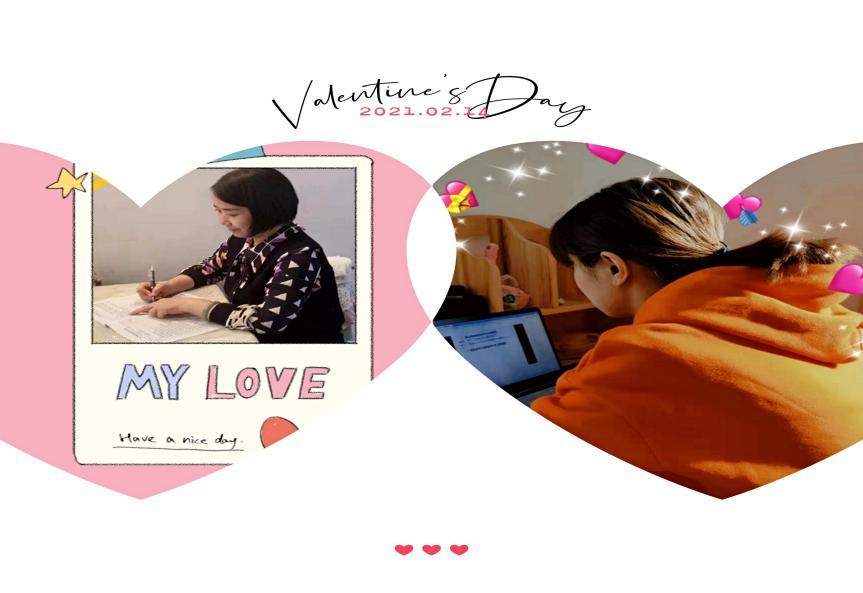 Valentine's Day
2021.02.14
MY LOVE
Have a nice day.